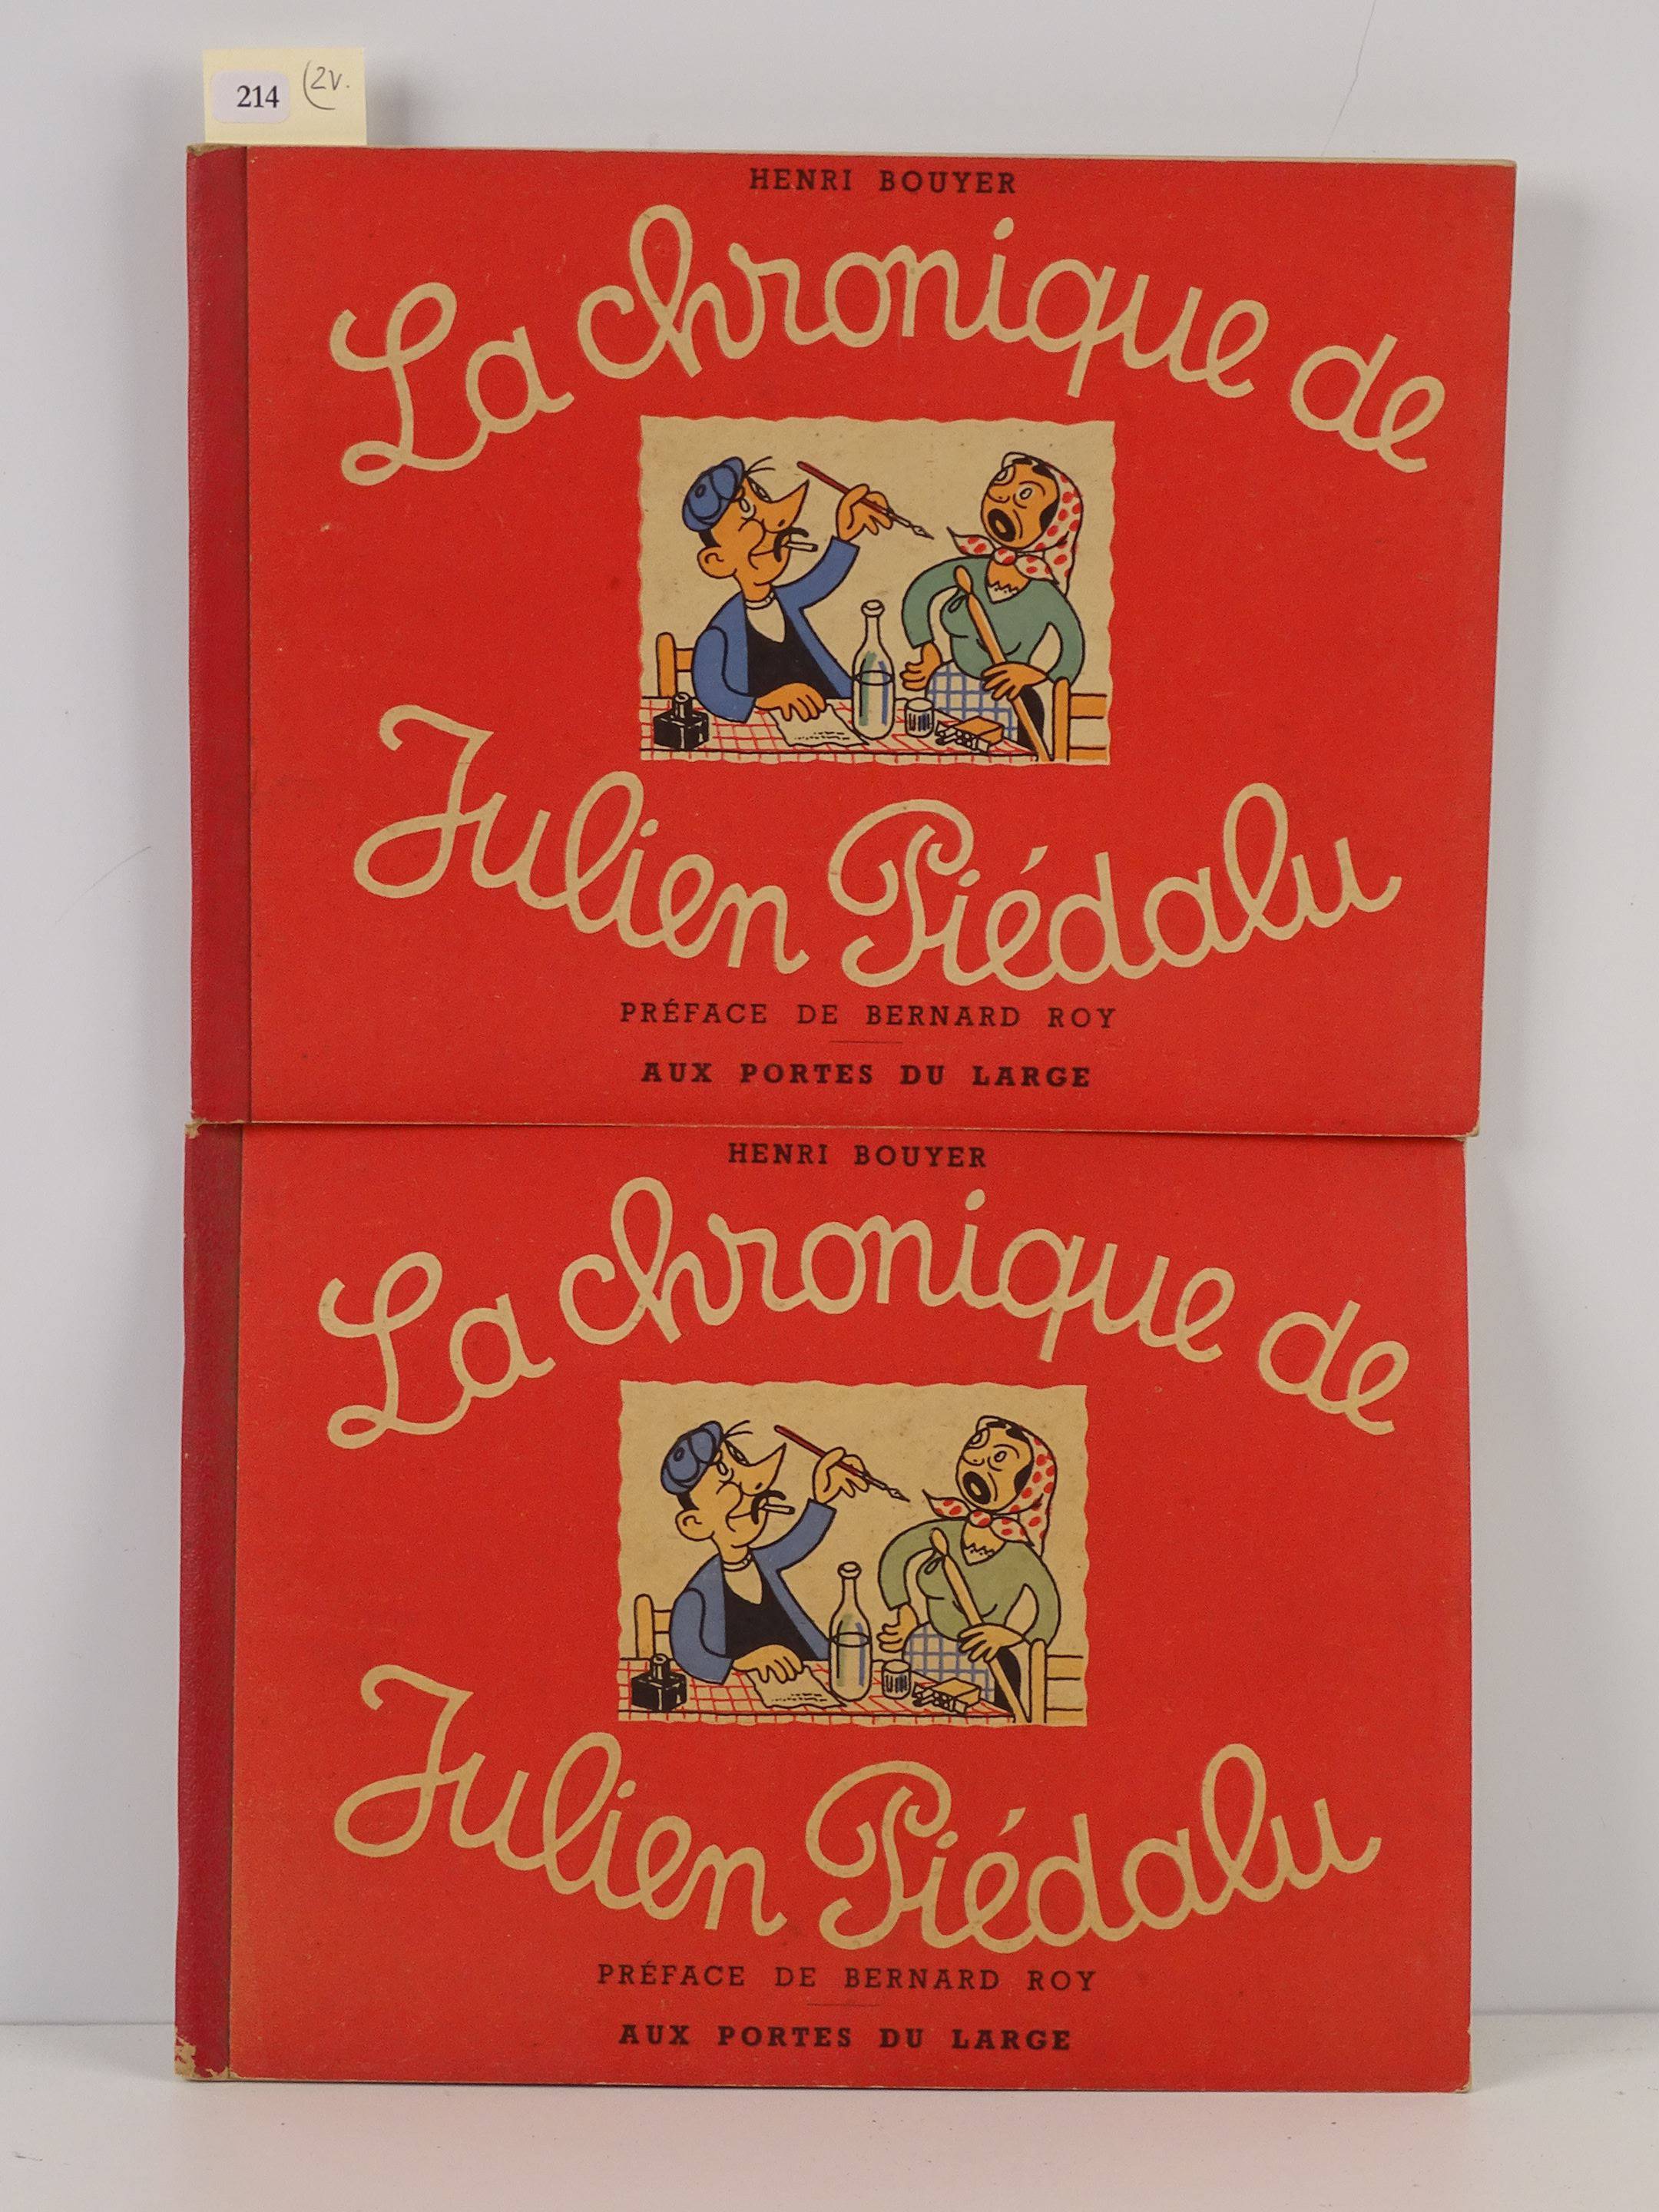 214 (2v.
HENRI BOUYER
La chronique de
Julien Piédalu
PRÉFACE DE BERNARD ROY
AUX PORTES DU LARGE
HENRI BOUYER
La chronique de
Julien Piédalu
PRÉFACE DE BERNARD ROY
AUX PORTES DU LARGE